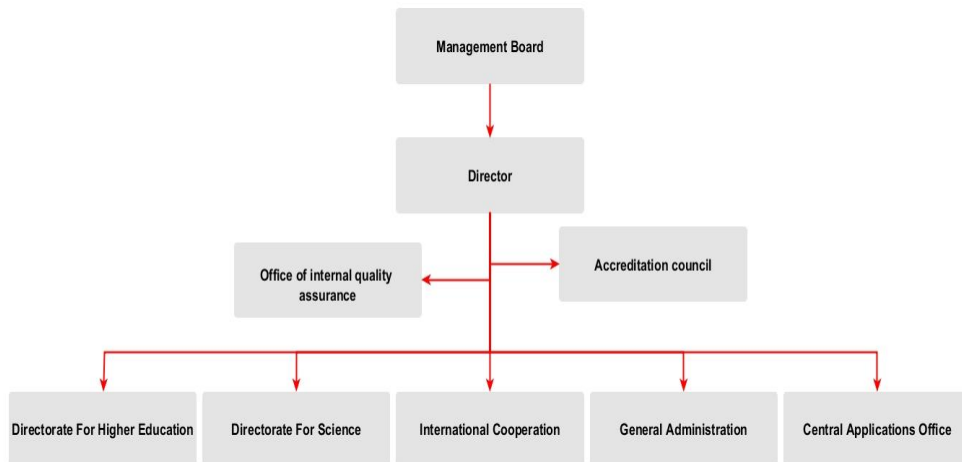 Management Board
Director
Accreditation council
Office of internal quality
assurance
Directorate For Higher Education
Directorate For Science
International Cooperation
General Administration
Central Applications Office